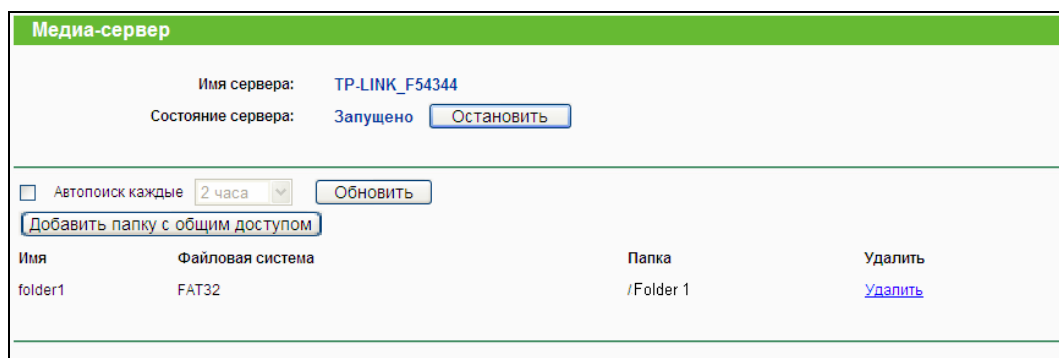 Медиа-сервер
Имя сервера: TP-LINK_F54344
Состояние сервера: Запущено Остановить
Автопоиск каждые 2 часа Обновить
Добавить папку с общим доступом
Имя Файловая система Папка Удалить
folder1 FAT32 /Folder 1 Удалить